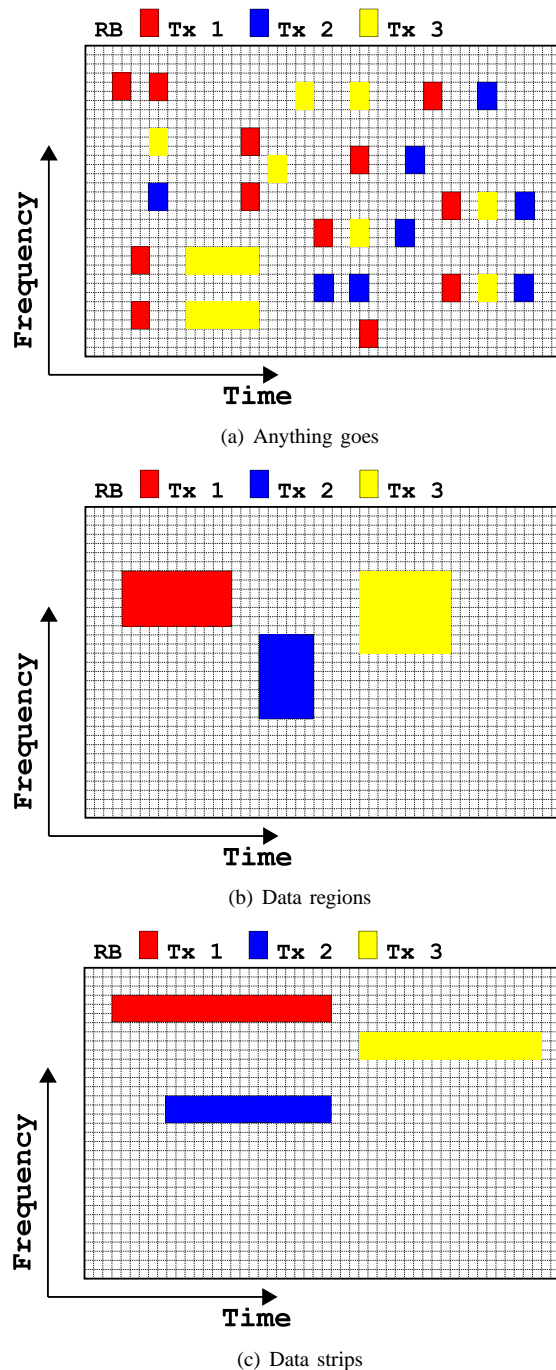 RB Tx 1 Tx 2 Tx 3
Frequency
Time
(a) Anything goes
RB Tx 1 Tx 2 Tx 3
Frequency
Time
(b) Data regions
RB Tx 1 Tx 2 Tx 3
Frequency
Time
(c) Data strips